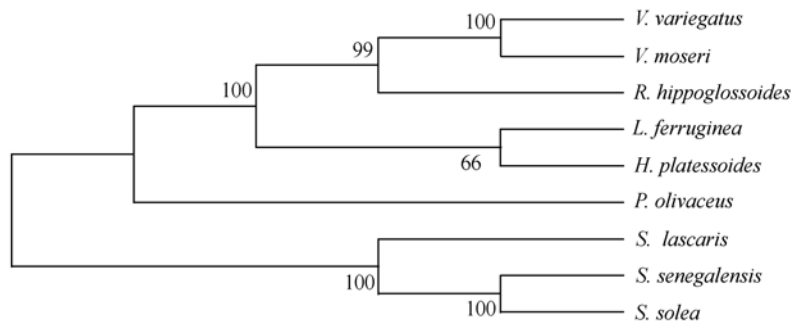 V. variegatus
100
V. moseri
99
R. hippoglossoides
100
L. ferruginea
66
H. platessoides
P. olivaceus
S. lascaris
100
S. senegalensis
100
S. solea